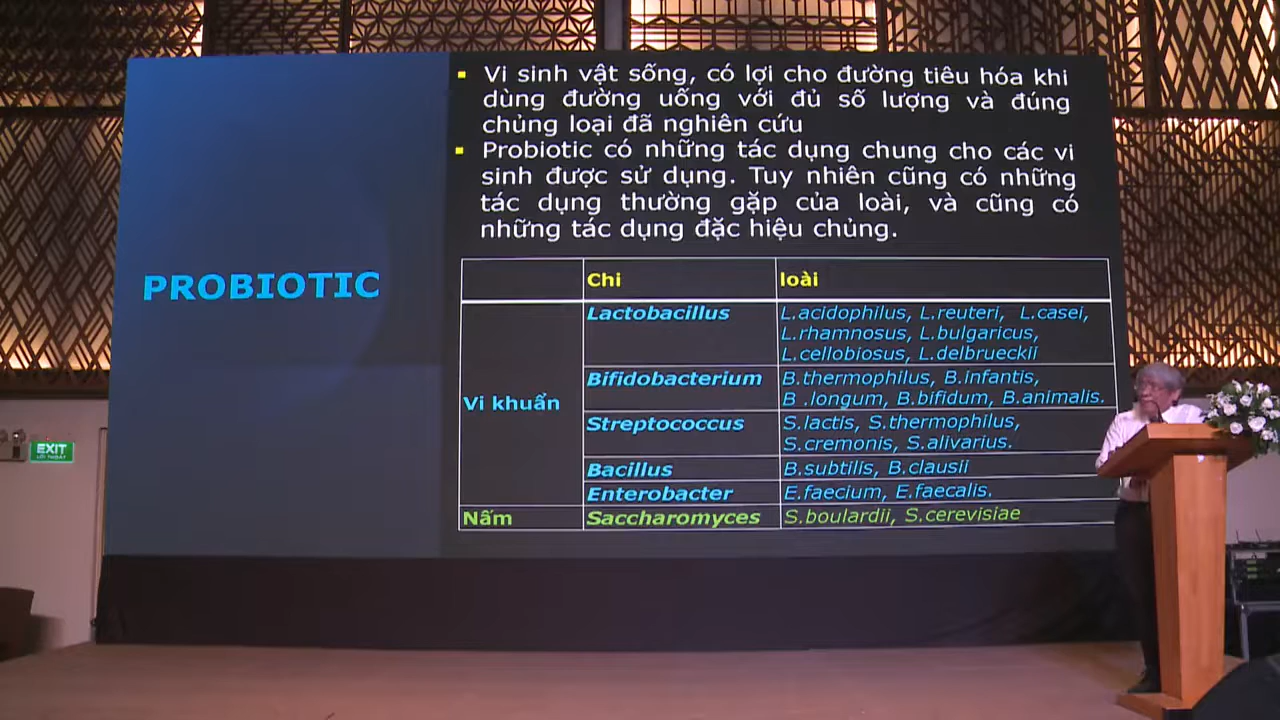 PROBIOTIC
Vi sinh vật sống, có lợi cho đường tiêu hóa khi
dùng đường uống với đủ số lượng và đúng
chủng loại đã nghiên cứu
Probiotic có những tác dụng chung cho các vi
sinh được sử dụng. Tuy nhiên cũng có những
tác dụng thường gặp của loài, và cũng có
những tác dụng đặc hiệu chủng.
Chi loài
Vi khuẩn
Lactobacillus
L.acidophilus, L.reuteri, L.casei,
L.rhamnosus, L.bulgaricus,
L.cellobiosus, L.delbrueckii
Bifidobacterium
B.thermophilus, B.infantis,
B .longum, B.bifidum, B.animalis.
Streptococcus
S.lactis, S.thermophilus,
S.cremonis, S.alivarius.
Bacillus B.subtilis, B.clausii
Enterobacter E.faecium, E.faecalis.
Nấm Saccharomyces S.boulardii, S.cerevisiae
EXIT
LỐI THOÁT